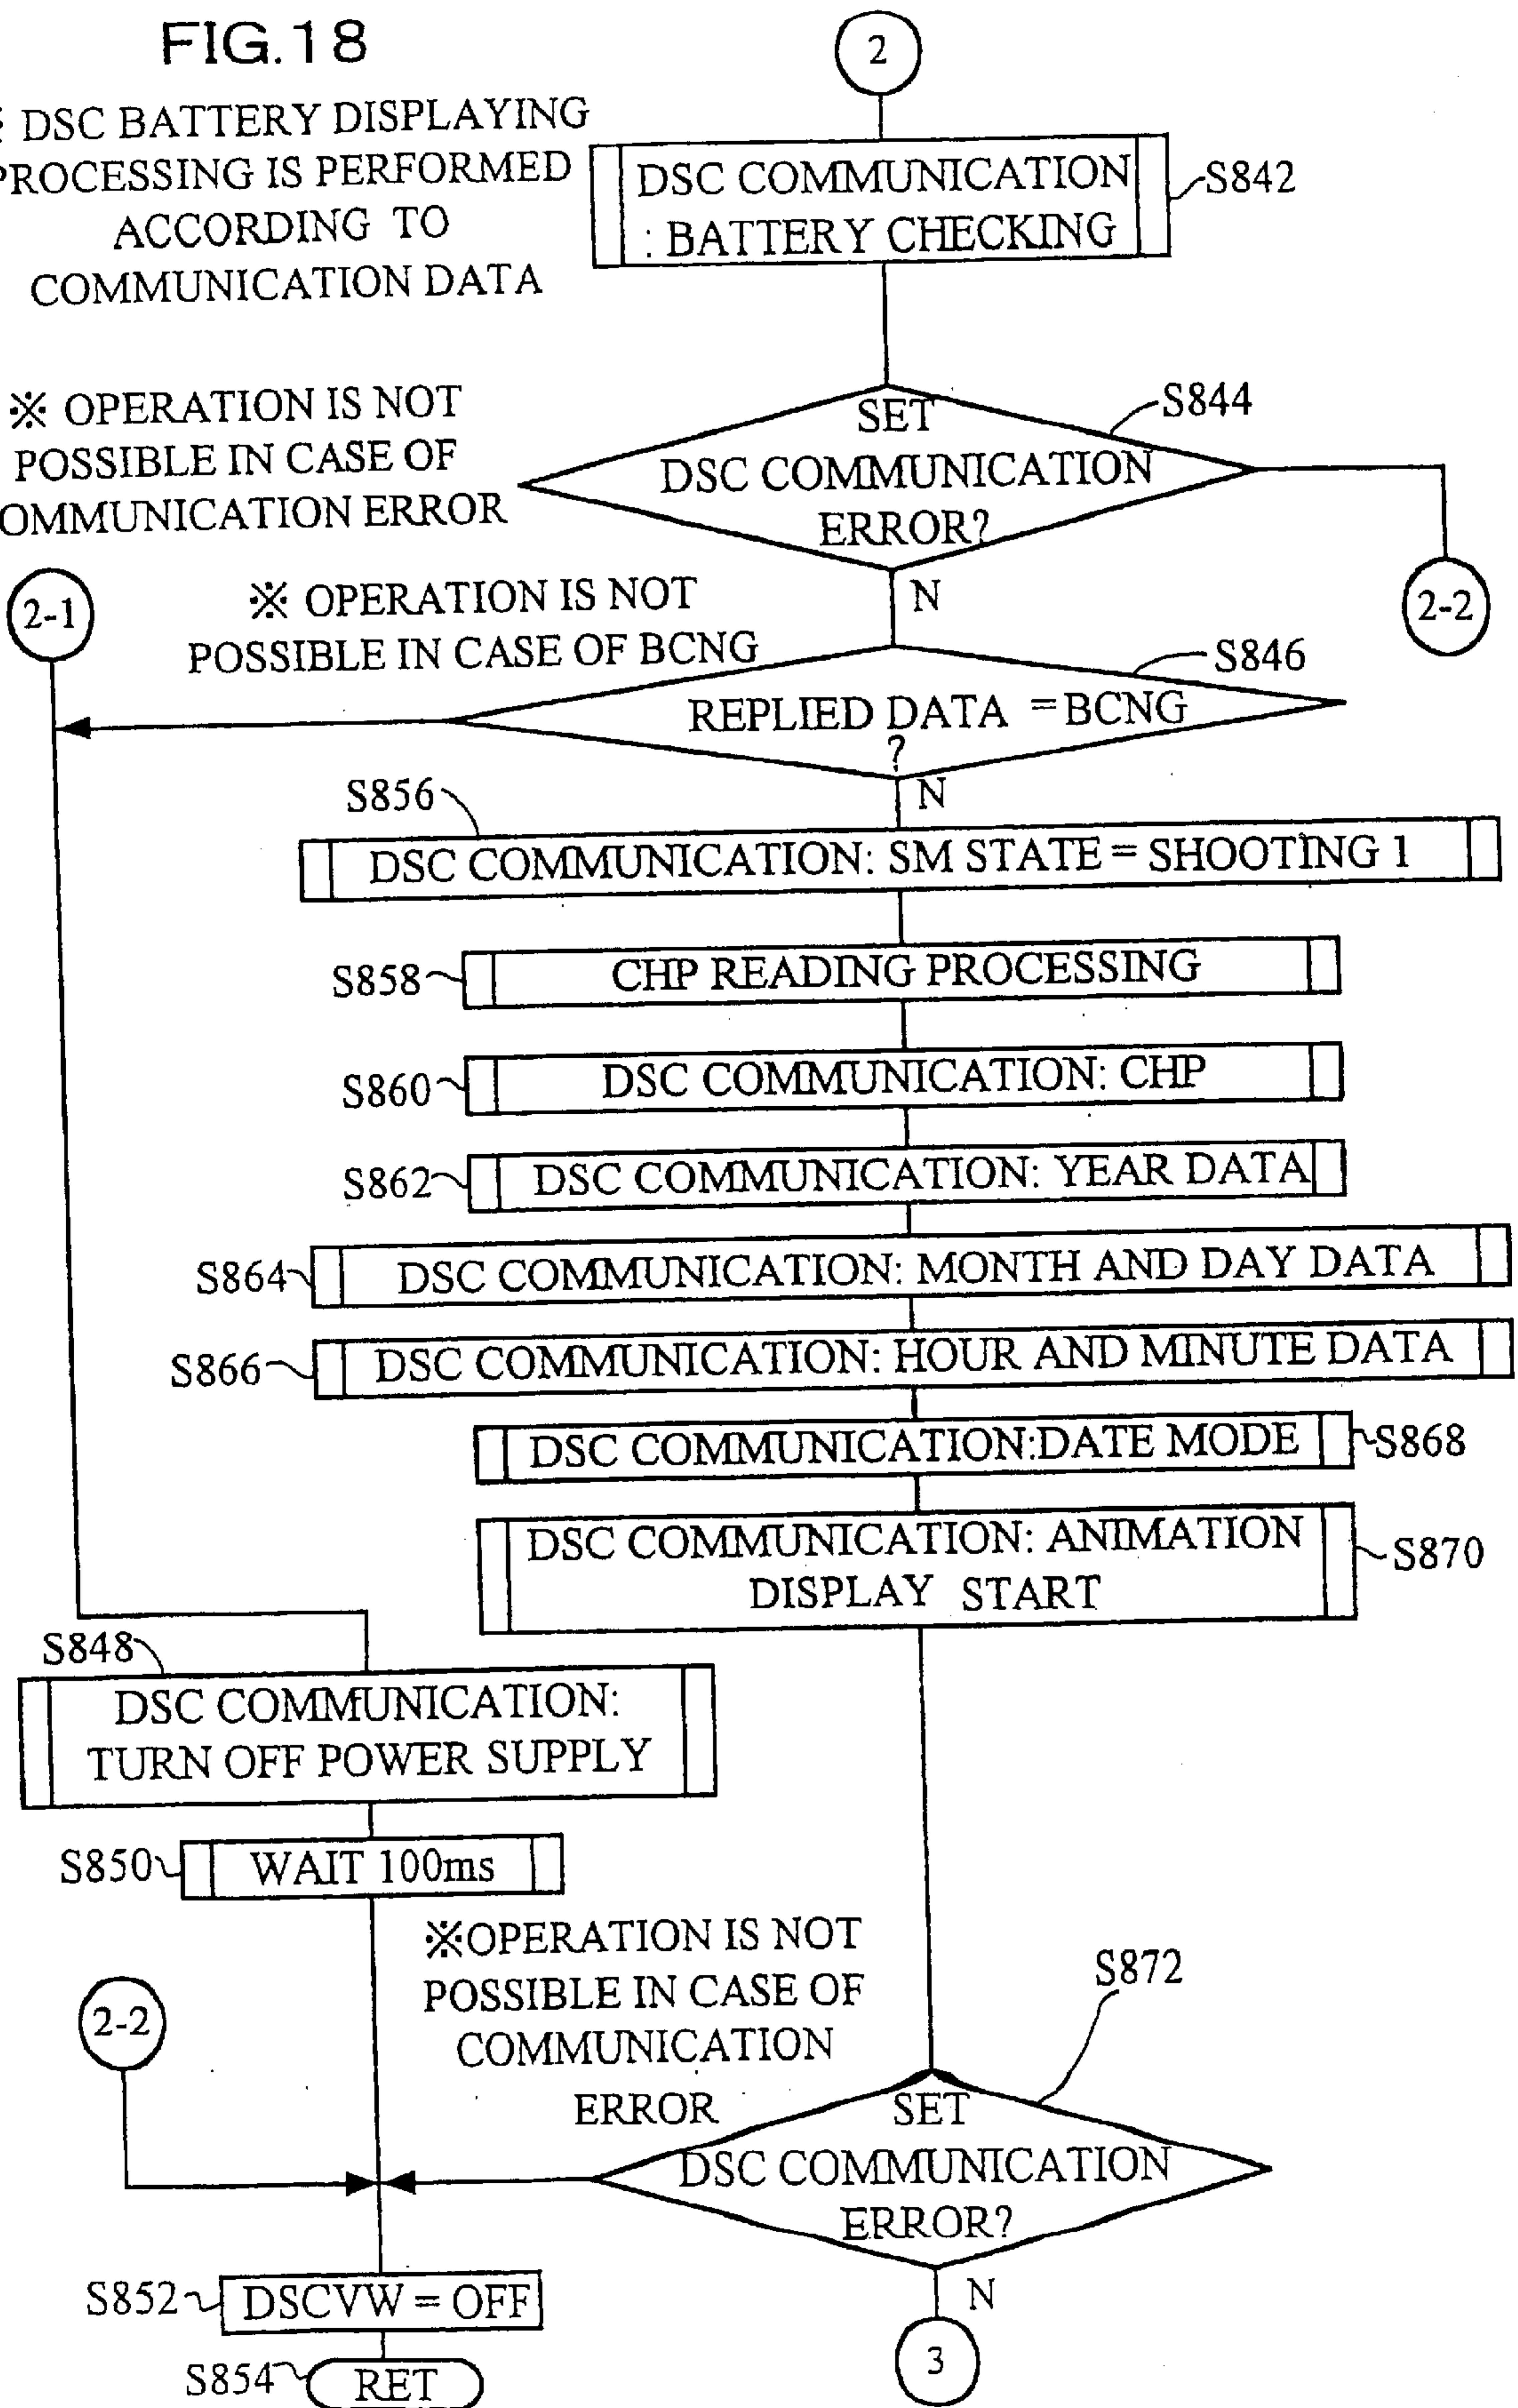 FIG.18
2
※ DSC BATTERY DISPLAYING
PROCESSING IS PERFORMED
ACCORDING TO
COMMUNICATION DATA
DSC COMMUNICATION
: BATTERY CHECKING
S842
※ OPERATION IS NOT
POSSIBLE IN CASE OF
COMMUNICATION ERROR
SET
DSC COMMUNICATION
ERROR?
S844
N
2-2
2-1
※ OPERATION IS NOT
POSSIBLE IN CASE OF BCNG
REPLIED DATA =BCNG
?
S846
N
S856
DSC COMMUNICATION: SM STATE = SHOOTING 1
S858
CHP READING PROCESSING
S860
DSC COMMUNICATION: CHP
S862
DSC COMMUNICATION: YEAR DATA
S864
DSC COMMUNICATION: MONTH AND DAY DATA
S866
DSC COMMUNICATION: HOUR AND MINUTE DATA
DSC COMMUNICATION:DATE MODE
S868
DSC COMMUNICATION: ANIMATION
DISPLAY START
S870
S848
DSC COMMUNICATION:
TURN OFF POWER SUPPLY
S850
WAIT 100ms
※OPERATION IS NOT
POSSIBLE IN CASE OF
COMMUNICATION
ERROR
S872
2-2
SET
DSC COMMUNICATION
ERROR?
S852
DSCVW = OFF
N
S854
RET
3